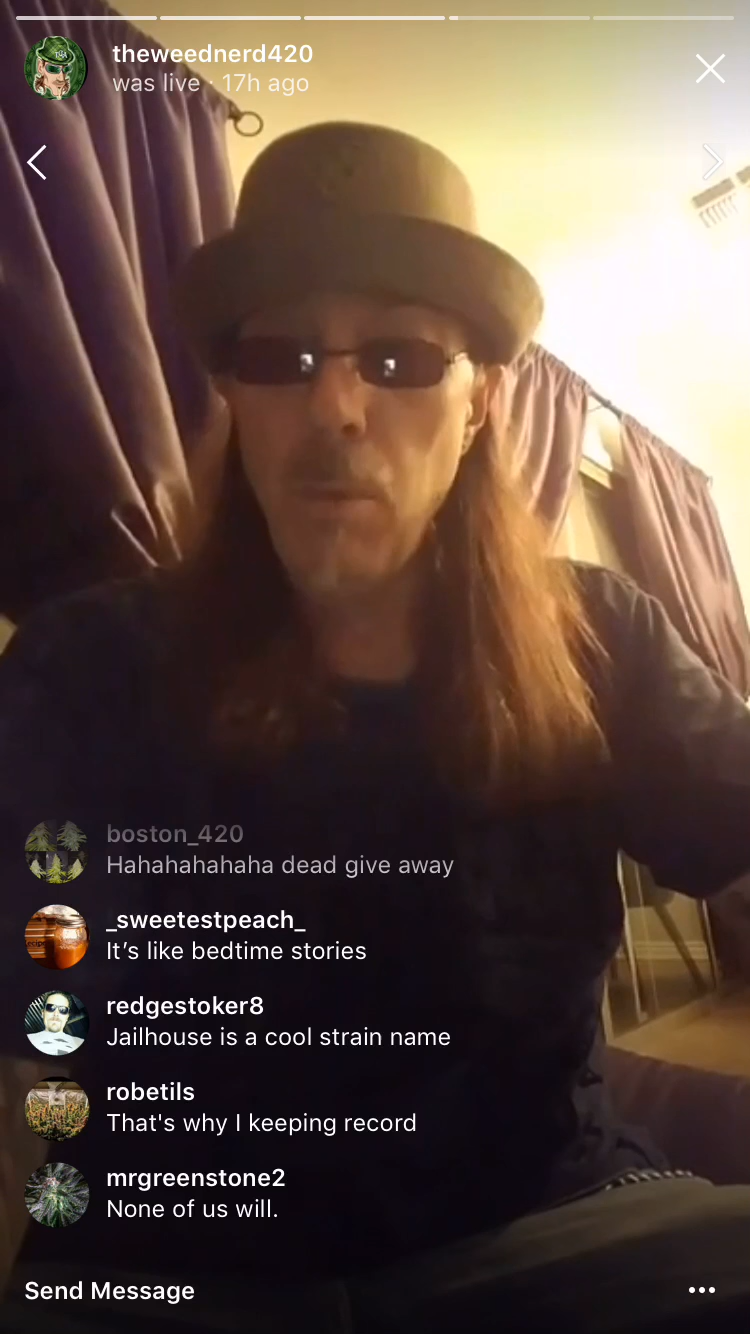 theweednerd420
was live · 17h ago
boston_420
Hahahahahaha dead give away
_sweetestpeach_
It’s like bedtime stories
redgestoker8
Jailhouse is a cool strain name
robetils
That's why I keeping record
mrgreenstone2
None of us will.
Send Message